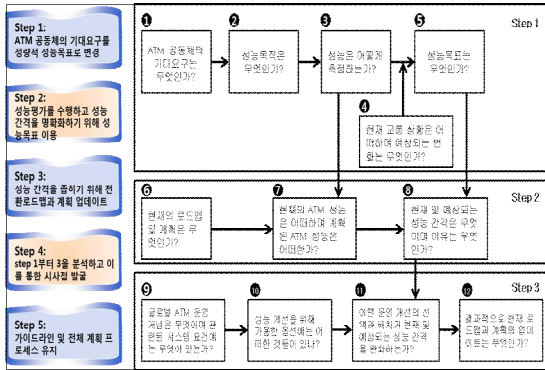 Step 1:
ATM 공동체의
기대요구를
정량적 성능목표로 변경
Step 2:
성능평가를 수행하고 성능
간격을 명확화하기 위해 성
능목표 이용
Step 3:
성능 간격을 좁히기 위해 전
환로드맵과 계획 업데이트
Step 4:
step 1부터 3을 분석하고 이
를 통한 시사점 발굴
Step 5:
가이드라인 및 전체 계획 프
로세스 유지
Step 1
❶
ATM 공동체의
기대요구는
무엇인가?
❷
성능목적은
무엇인가?
❸
성능은 어떻게
측정하는가?
❺
성능목표는
무엇인가?
❹
현재 교통 상황은 어
떠하며 예상되는 변
화는 무엇인가?
Step 2
❻
현재의 로드맵
및 계획은 무
엇인가?
❼
현재의 ATM 성능
은 어떠하며 계획
된 ATM 성능은
어떠한가?
❽
현재 및 예상되는
성능 간격은 무엇
이며 이유는 무엇
인가?
Step 3
❾
글로벌 ATM 운영
개념은 무엇이며 관
련된 시스템 요건에
는 무엇이 있는가?
❿
성능 개선을 위해
가용한 옵션에는 어
떠한 것들이 있나?
⓫
어떤 운영 개선의 선
택과 배치가 현재 및
예상되는 성능 간격
을 완화하는가?
⓬
결과적으로 현재 로
드맵과 계획의 업데
이트는 무엇인가?